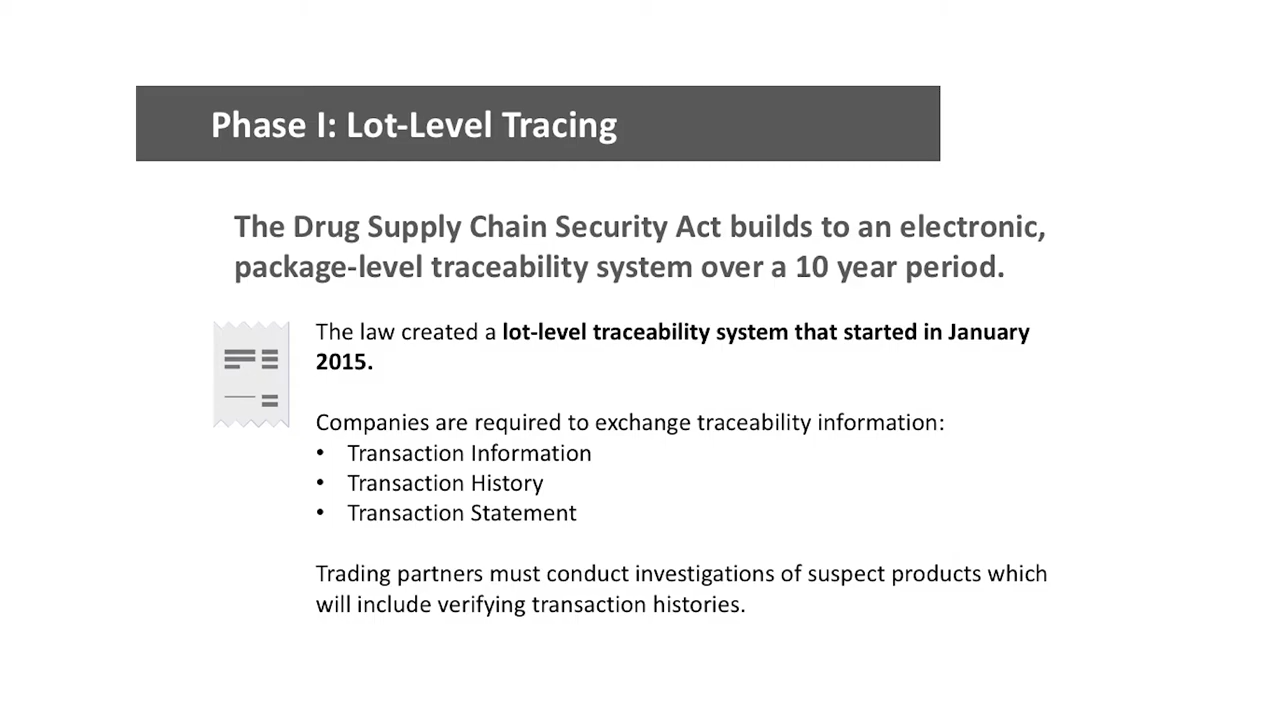 Phase I: Lot-Level Tracing
The Drug Supply Chain Security Act builds to an electronic,
package-level traceability system over a 10 year period.
The law created a lot-level traceability system that started in January
2015.
Companies are required to exchange traceability information:
• Transaction Information
• Transaction History
• Transaction Statement
Trading partners must conduct investigations of suspect products which
will include verifying transaction histories.